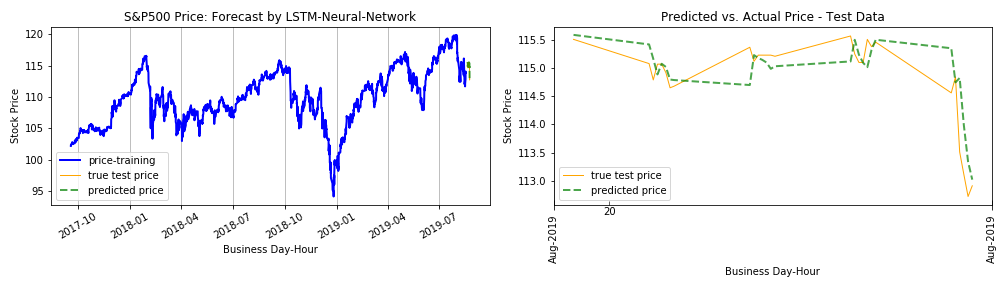 S&P500 Price: Forecast by LSTM-Neural-Network
120
115
110
105
100
95
Stock Price
price-training
true test price
predicted price
2017-10
2018-01
2018-04
2018-07
2018-10
2019-01
2019-04
2019-07
Business Day-Hour
Predicted vs. Actual Price - Test Data
115.5
115.0
114.5
114.0
113.5
113.0
Stock Price
true test price
predicted price
20
Aug-2019
Aug-2019
Business Day-Hour